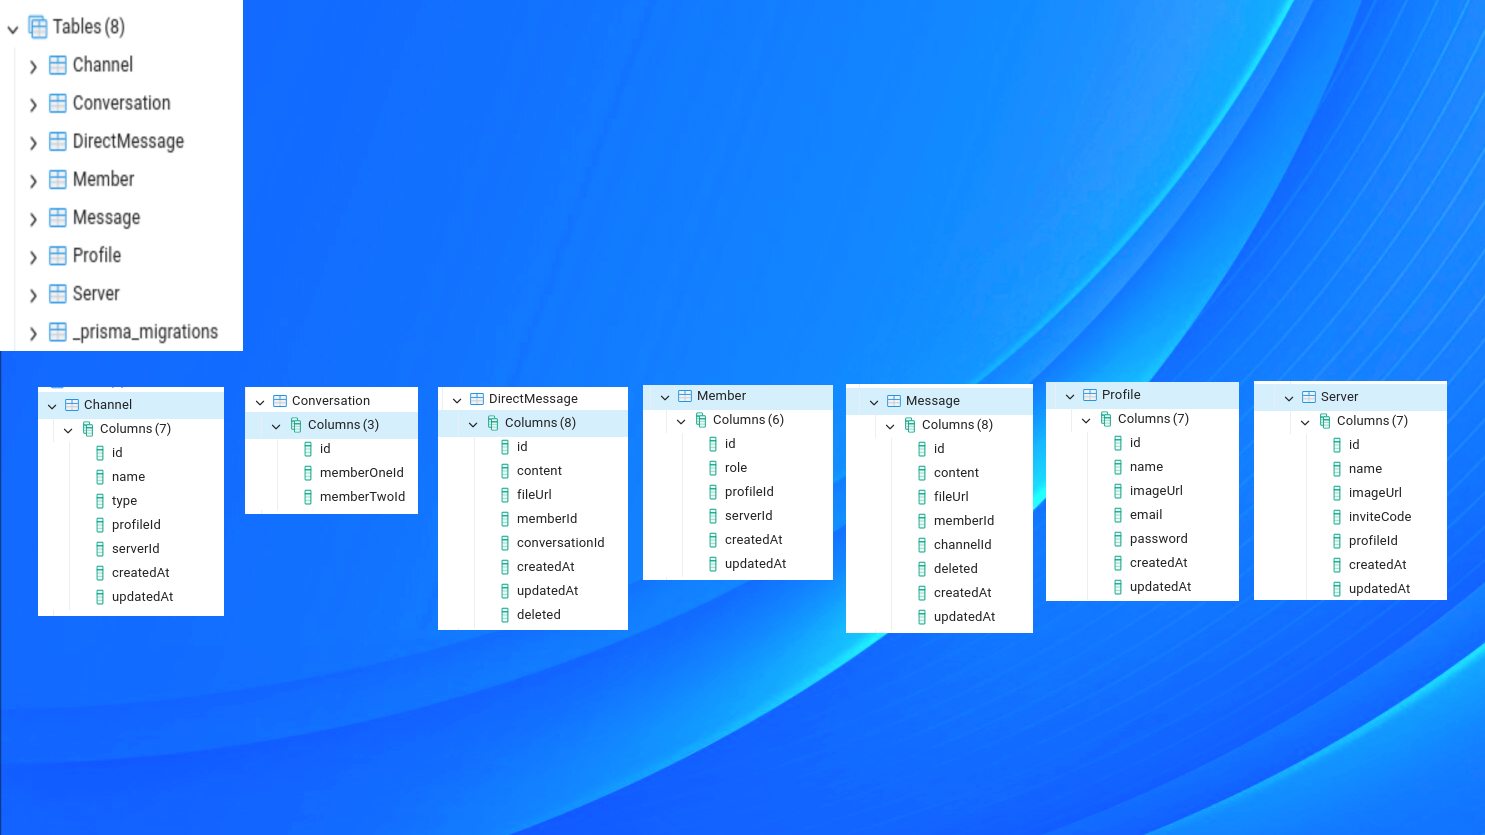 Tables (8)
Channel
Conversation
DirectMessage
Member
Message
Profile
Server
_prisma_migrations
Channel
Columns (7)
id
name
type
profileId
serverId
createdAt
updatedAt
Conversation
Columns (3)
id
memberOneId
memberTwoId
DirectMessage
Columns (8)
id
content
fileUrl
memberId
conversationId
createdAt
updatedAt
deleted
Member
Columns (6)
id
role
profileId
serverId
createdAt
updatedAt
Message
Columns (8)
id
content
fileUrl
memberId
channelId
deleted
createdAt
updatedAt
Profile
Columns (7)
id
name
imageUrl
email
password
createdAt
updatedAt
Server
Columns (7)
id
name
imageUrl
inviteCode
profileId
createdAt
updatedAt